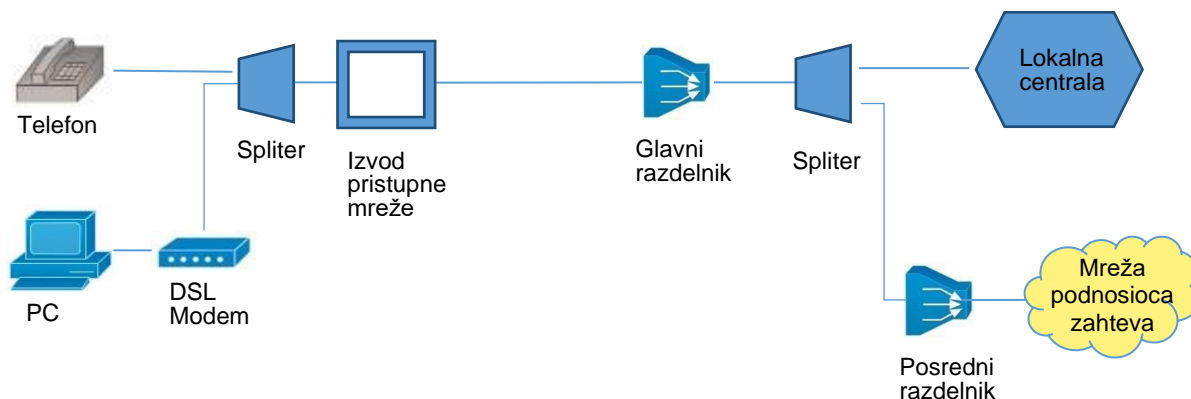 Telefon
Spliter
Izvod
pristupne
mreže
Glavni
razdelnik
Spliter
Lokalna
centrala
PC
DSL
Modem
Posredni
razdelnik
Mreža
podnosioca
zahteva